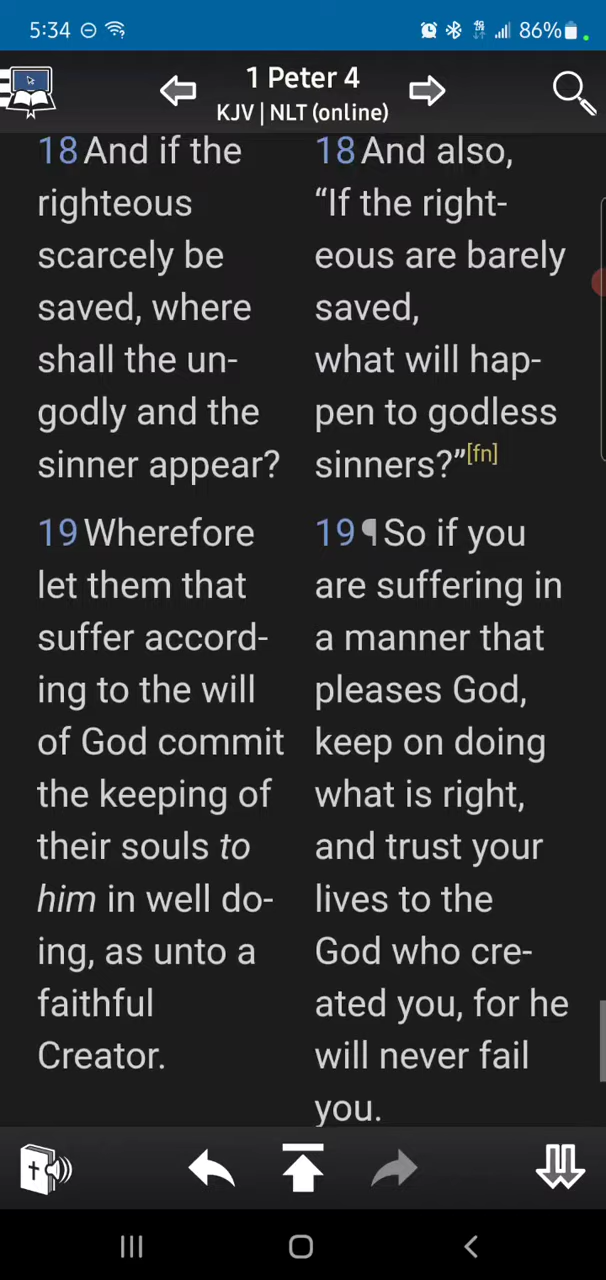 5:34
86%
1 Peter 4
KJV | NLT (online)
18 And if the
righteous
scarcely be
saved, where
shall the un-
godly and the
sinner appear?
19 Wherefore
let them that
suffer accord-
ing to the will
of God commit
the keeping of
their souls to
him in well do-
ing, as unto a
faithful
Creator.
18 And also,
“If the right-
eous are barely
saved,
what will hap-
pen to godless
sinners?”[fn]
19 ¶ So if you
are suffering in
a manner that
pleases God,
keep on doing
what is right,
and trust your
lives to the
God who cre-
ated you, for he
will never fail
you.